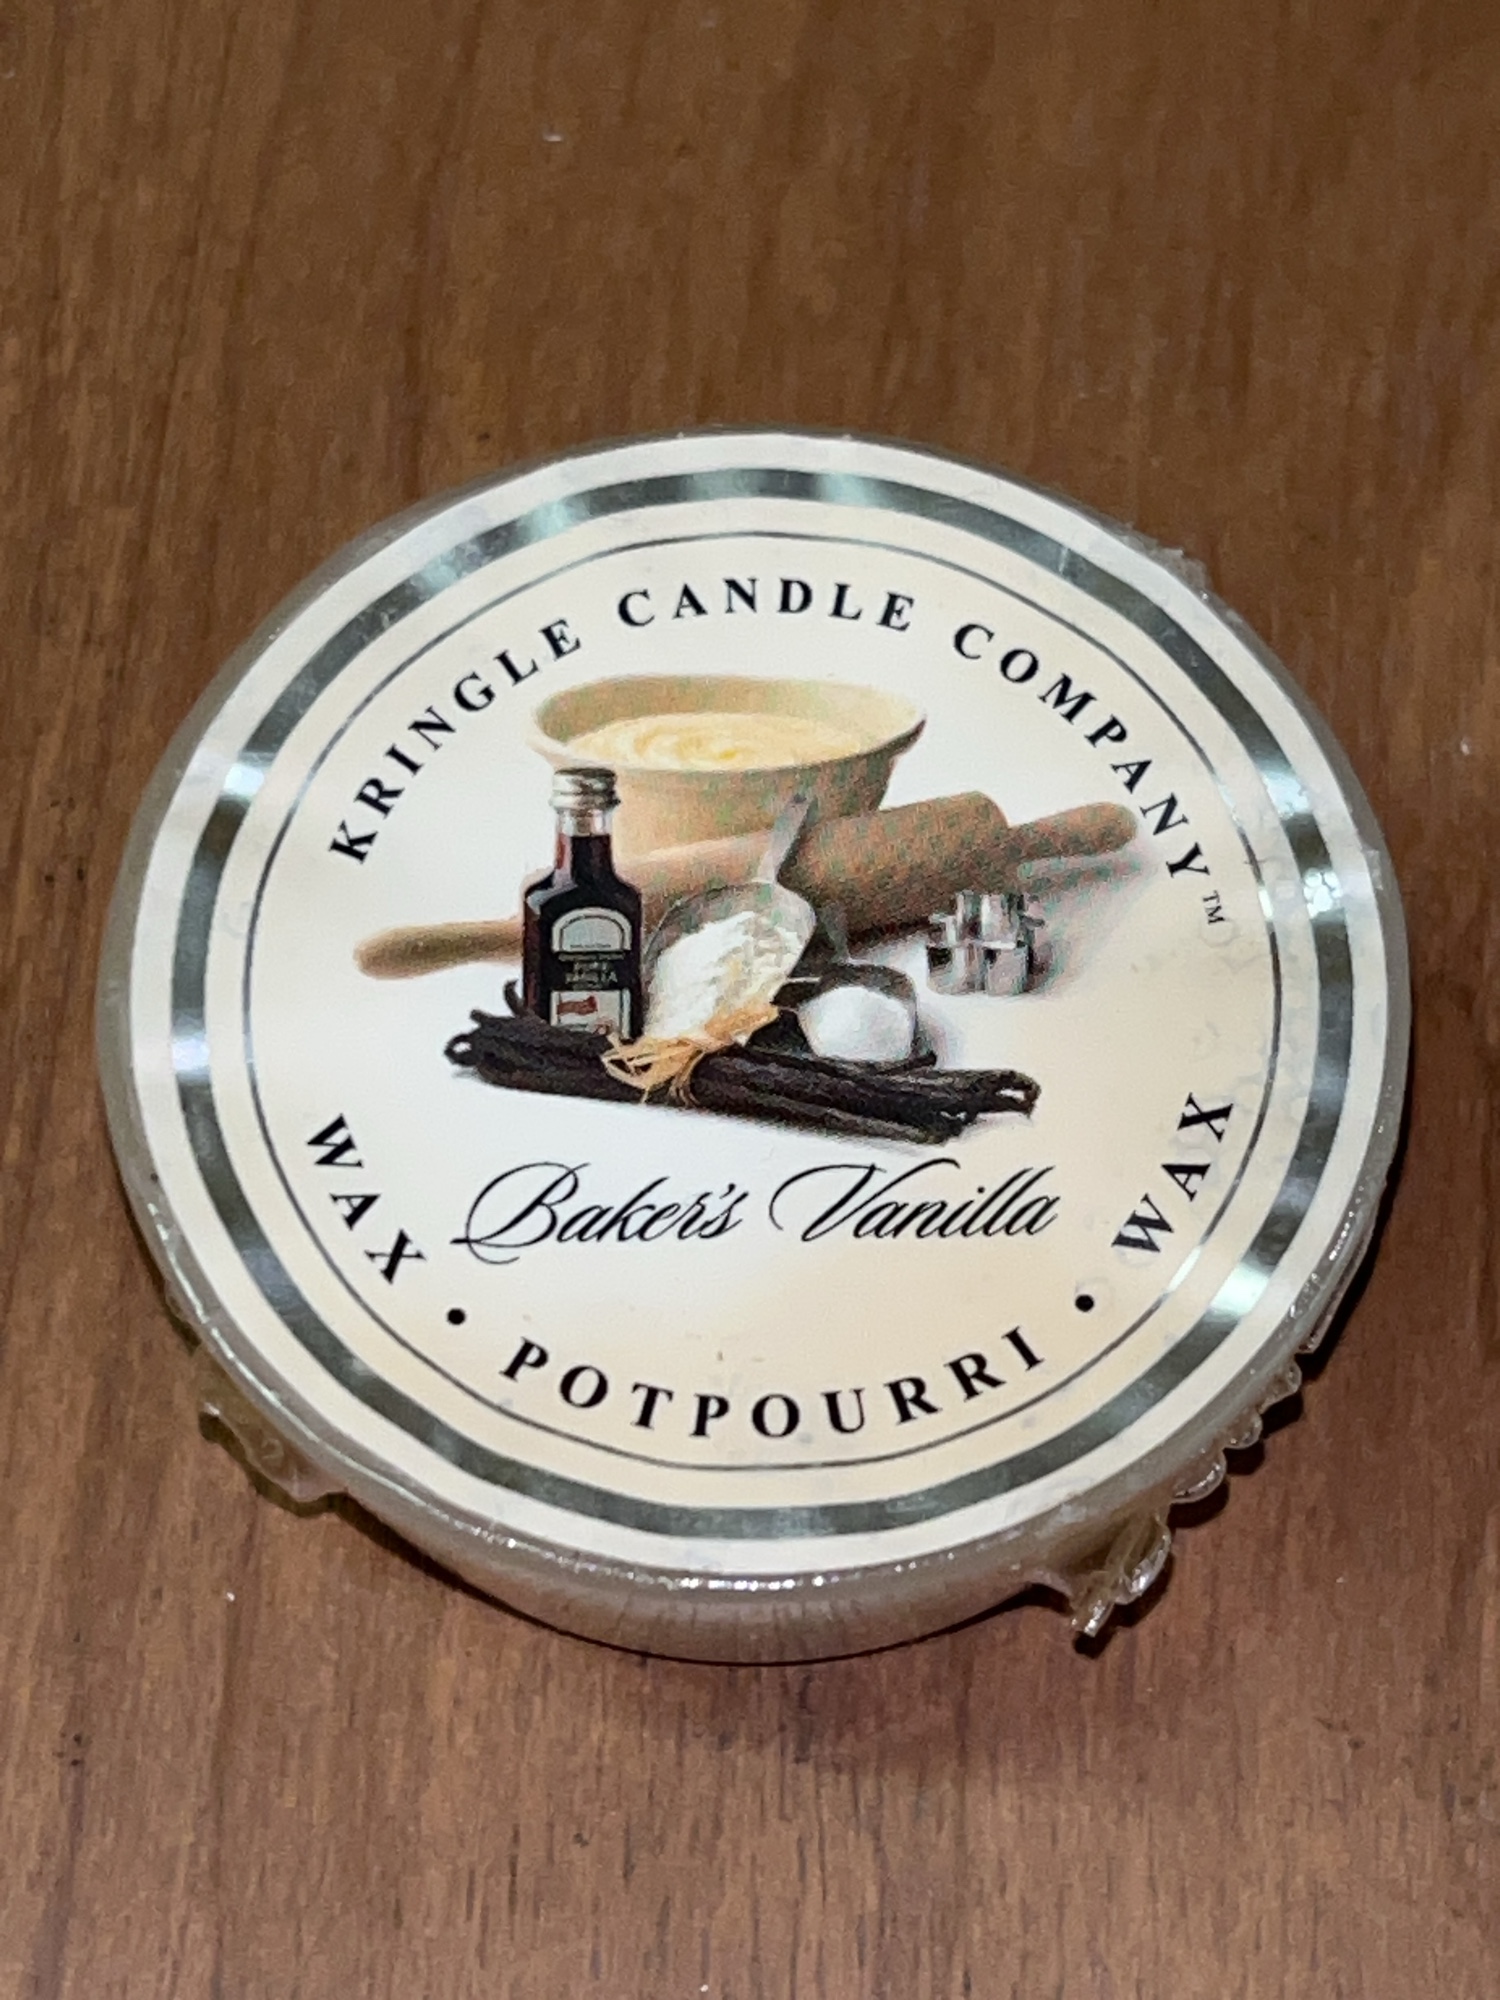 KRINGLE CANDLE COMPANY™
Baker's Vanilla
WAX • POTPOURRI • WAX